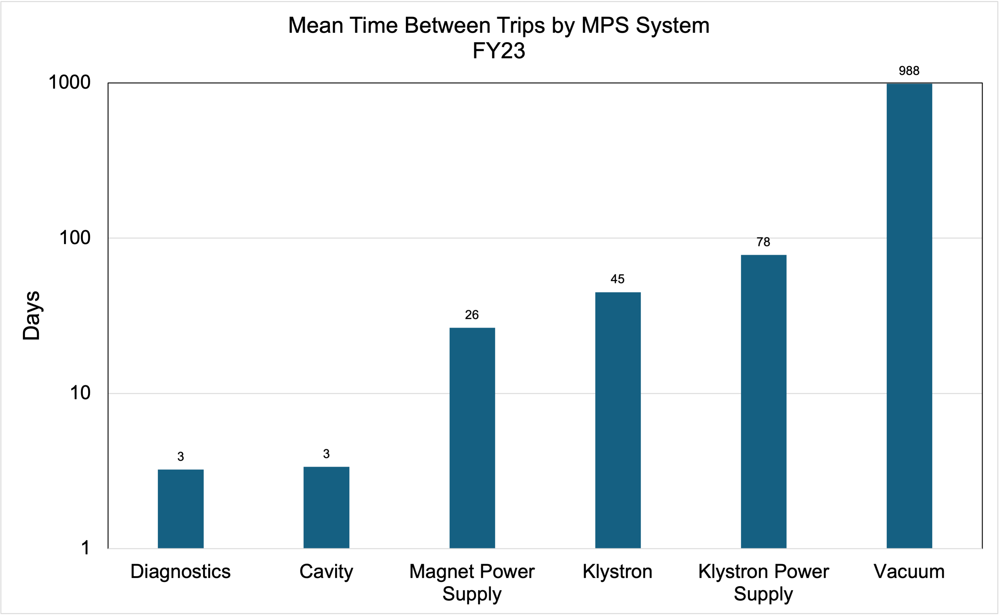 Mean Time Between Trips by MPS System
FY23
1000
100
10
1
Days
3
3
26
45
78
988
Diagnostics
Cavity
Magnet Power
Supply
Klystron
Klystron Power
Supply
Vacuum